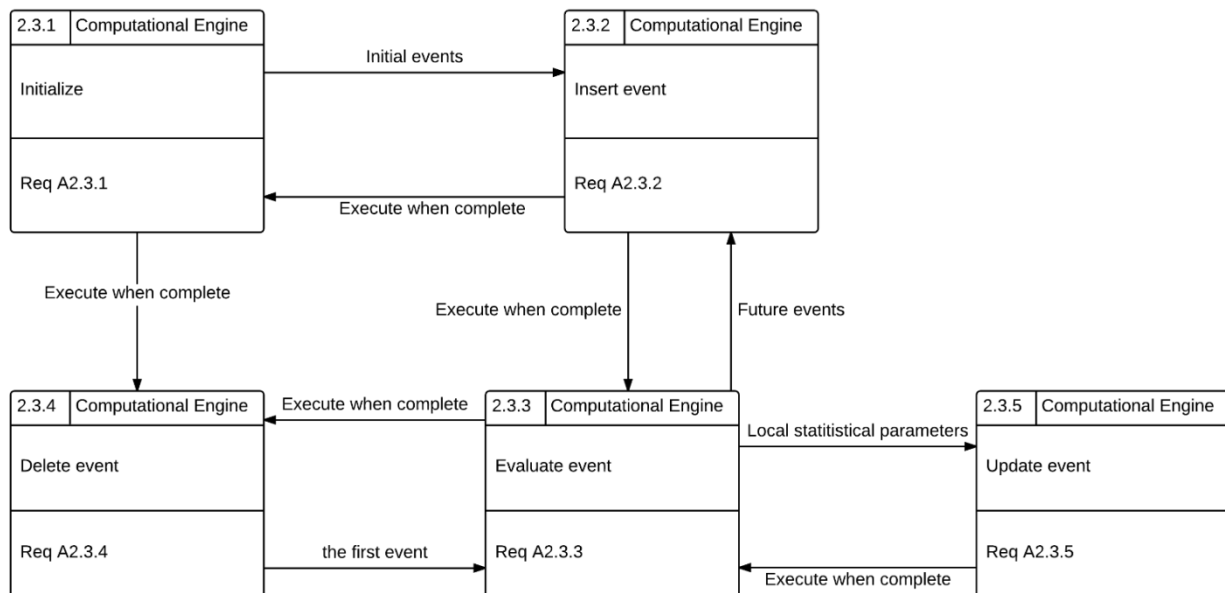 2.3.1 Computational Engine
Initialize
Req A2.3.1
Initial events
2.3.2 Computational Engine
Insert event
Req A2.3.2
Execute when complete
Execute when complete
Execute when complete
Future events
2.3.4 Computational Engine
Delete event
Req A2.3.4
Execute when complete
the first event
2.3.3 Computational Engine
Evaluate event
Req A2.3.3
Local statitistical parameters
Execute when complete
2.3.5 Computational Engine
Update event
Req A2.3.5